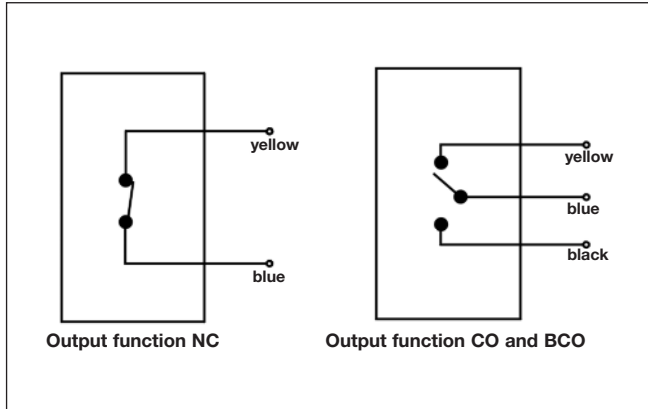 yellow
blue
Output function NC
yellow
blue
black
Output function CO and BCO